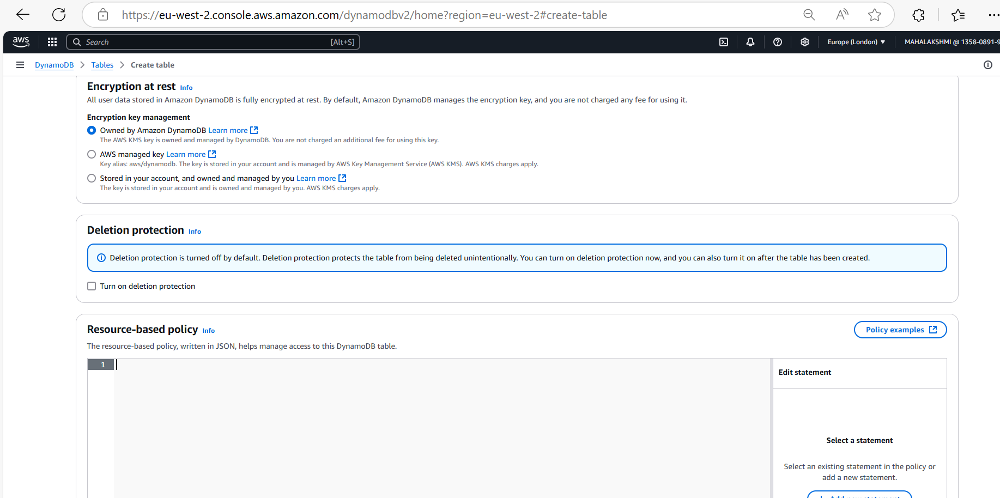 https://eu-west-2.console.aws.amazon.com/dynamodbv2/home?region=eu-west-2#create-table
aws
Search
[Alt+S]
Europe (London)
MAHALAKSHMI @ 1358-0891-9
DynamoDB
Tables
Create table
Encryption at rest Info
All user data stored in Amazon DynamoDB is fully encrypted at rest. By default, Amazon DynamoDB manages the encryption key, and you are not charged any fee for using it.
Encryption key management
Owned by Amazon DynamoDB Learn more
The AWS KMS key is owned and managed by DynamoDB. You are not charged an additional fee for using this key.
AWS managed key Learn more
Key alias: aws/dynamodb. The key is stored in your account and is managed by AWS Key Management Service (AWS KMS). AWS KMS charges apply.
Stored in your account, and owned and managed by you Learn more
The key is stored in your account and is owned and managed by you. AWS KMS charges apply.
Deletion protection Info
Deletion protection is turned off by default. Deletion protection protects the table from being deleted unintentionally. You can turn on deletion protection now, and you can also turn it on after the table has been created.
Turn on deletion protection
Resource-based policy Info
Policy examples
The resource-based policy, written in JSON, helps manage access to this DynamoDB table.
1
Edit statement
Select a statement
Select an existing statement in the policy or
add a new statement.
Add new statement